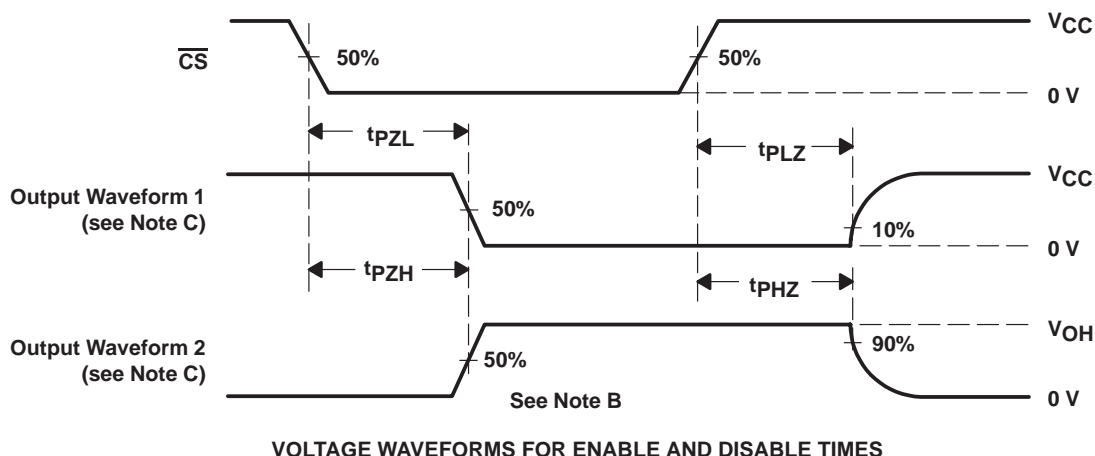 VCC
CS
50%
50%
0 V
tPZL
tPLZ
VCC
Output Waveform 1
(see Note C)
50%
10%
0 V
tPZH
tPHZ
VOH
Output Waveform 2
(see Note C)
50%
90%
See Note B
0 V
VOLTAGE WAVEFORMS FOR ENABLE AND DISABLE TIMES